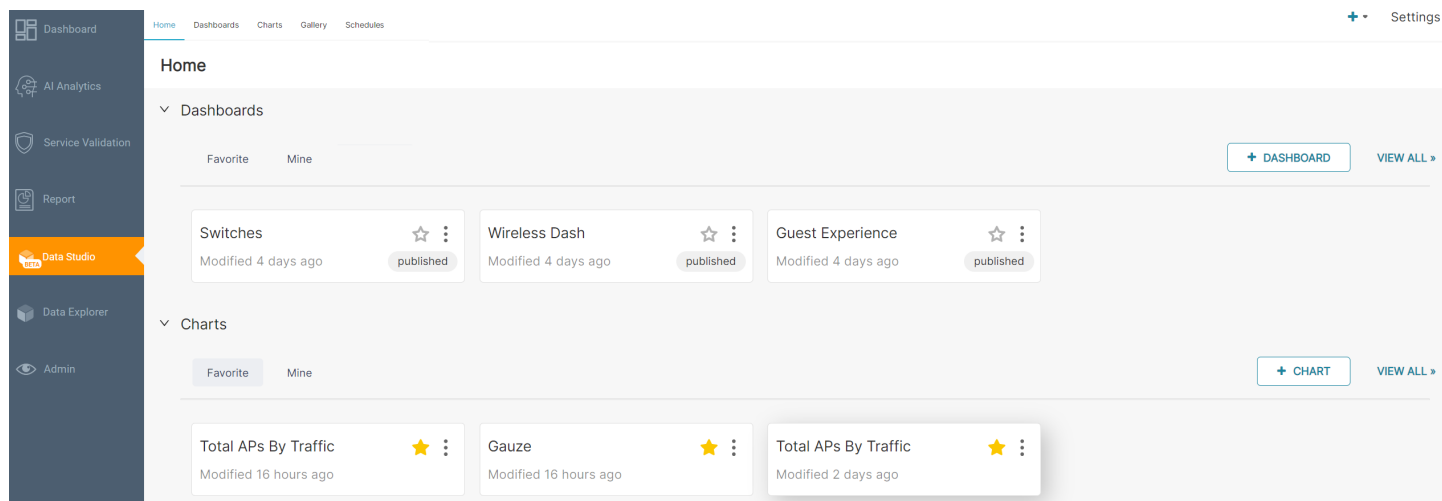 Dashboard
AI Analytics
Service Validation
Report
BETA
Data Studio
Data Explorer
Admin
Home Dashboards Charts Gallery Schedules
+ Settings
Home
Dashboards
Favorite Mine
+ DASHBOARD VIEW ALL »
Switches
Modified 4 days ago published
Wireless Dash
Modified 4 days ago published
Guest Experience
Modified 4 days ago published
Charts
Favorite Mine
+ CHART VIEW ALL »
Total APs By Traffic
Modified 16 hours ago
Gauze
Modified 16 hours ago
Total APs By Traffic
Modified 2 days ago